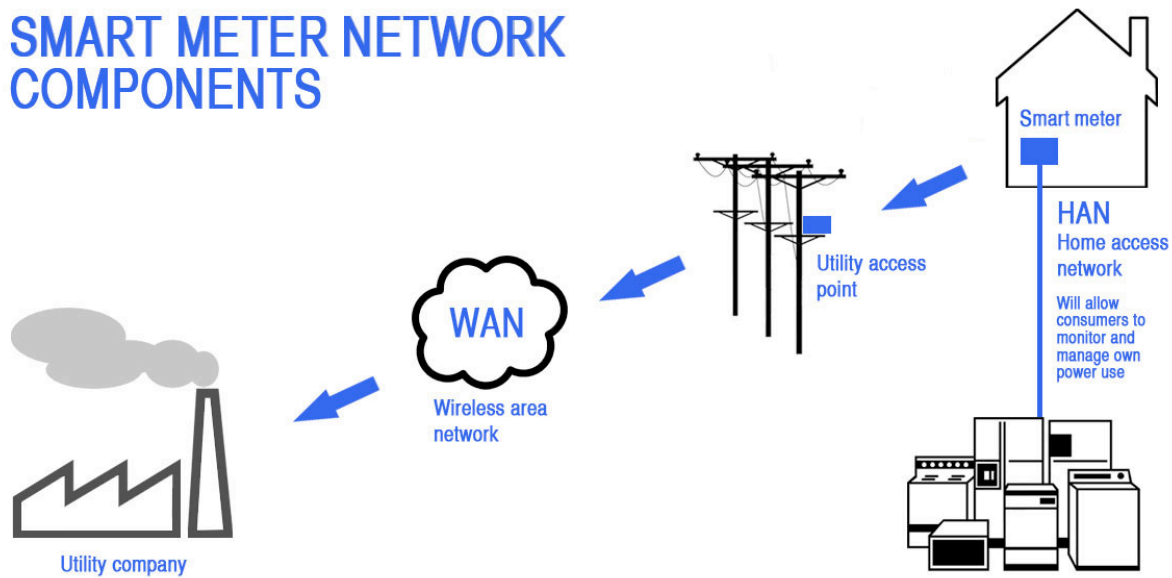 SMART METER NETWORK
COMPONENTS
Smart meter
HAN
Home access
network
Will allow
consumers to
monitor and
manage own
power use
Utility access
point
WAN
Wireless area
network
Utility company